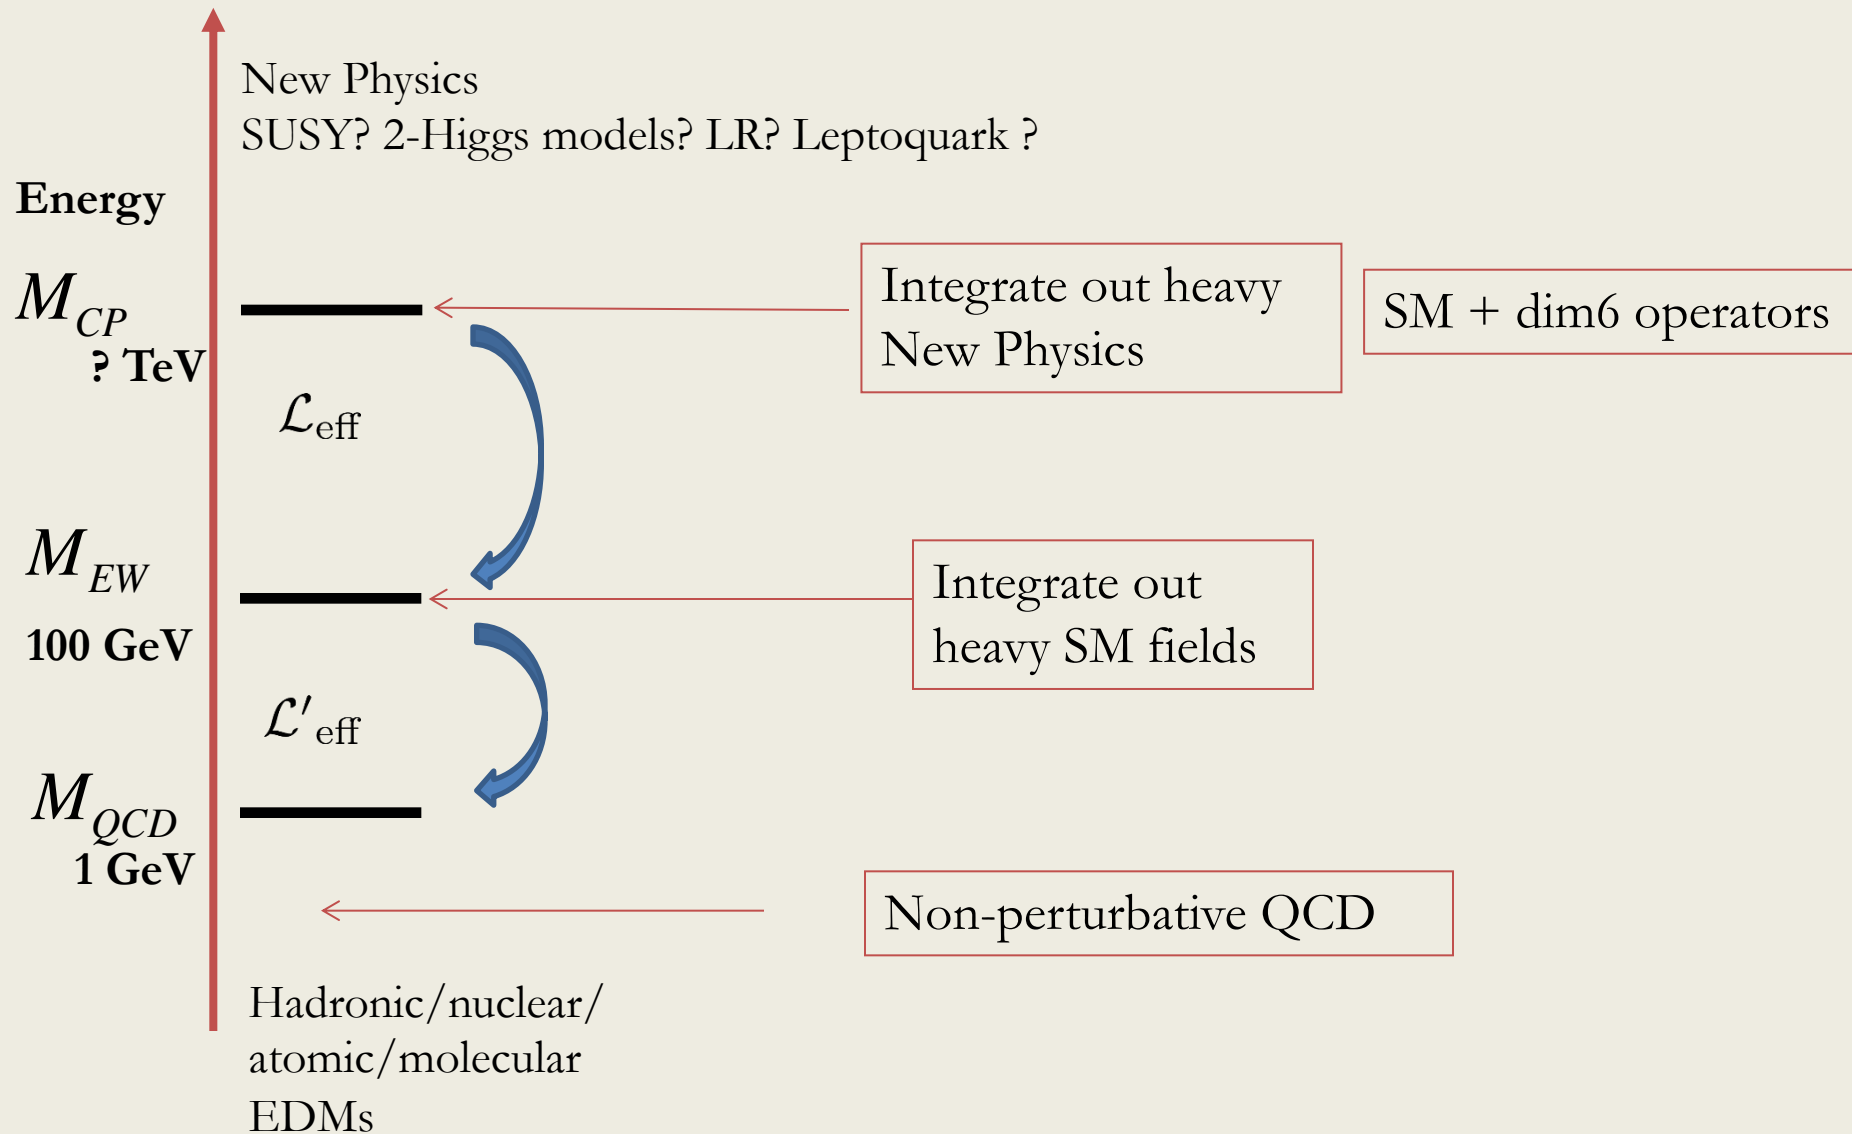 New Physics
SUSY? 2-Higgs models? LR? Leptoquark ?
Energy
M_CP
? TeV
Integrate out heavy
New Physics
SM + dim6 operators
ℒ_eff
M_EW
100 GeV
Integrate out
heavy SM fields
ℒ′_eff
M_QCD
1 GeV
Non-perturbative QCD
Hadronic/nuclear/
atomic/molecular
EDMs